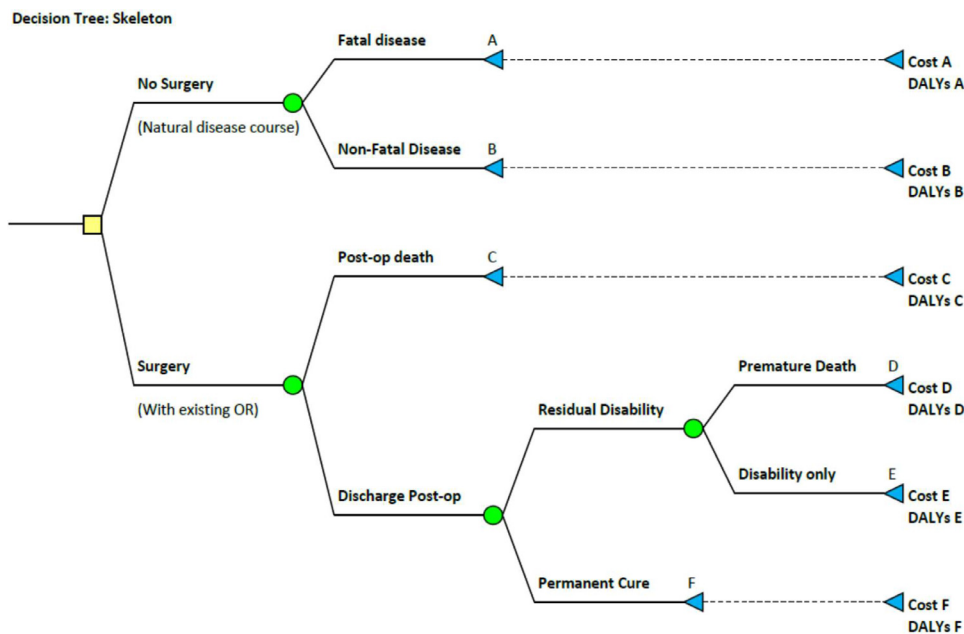 Decision Tree: Skeleton
Fatal disease
A
Cost A
DALYs A
No Surgery
(Natural disease course)
Non-Fatal Disease
B
Cost B
DALYs B
Post-op death
C
Cost C
DALYs C
Surgery
(With existing OR)
Premature Death
D
Cost D
DALYs D
Residual Disability
Disability only
E
Cost E
DALYs E
Discharge Post-op
Permanent Cure
F
Cost F
DALYs F